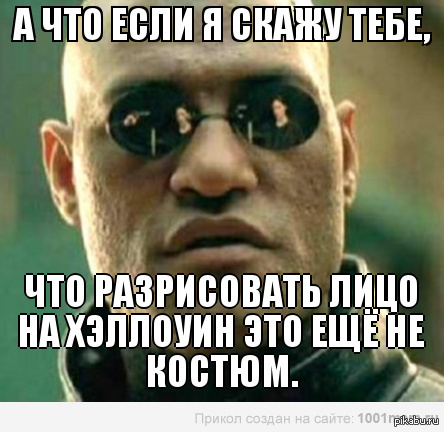 А ЧТО ЕСЛИ Я СКАЖУ ТЕБЕ,
ЧТО РАЗРИСОВАТЬ ЛИЦО
НА ХЭЛЛОУИН ЭТО ЕЩЁ НЕ
КОСТЮМ.
Прикол создан на сайте:
pikabu.ru